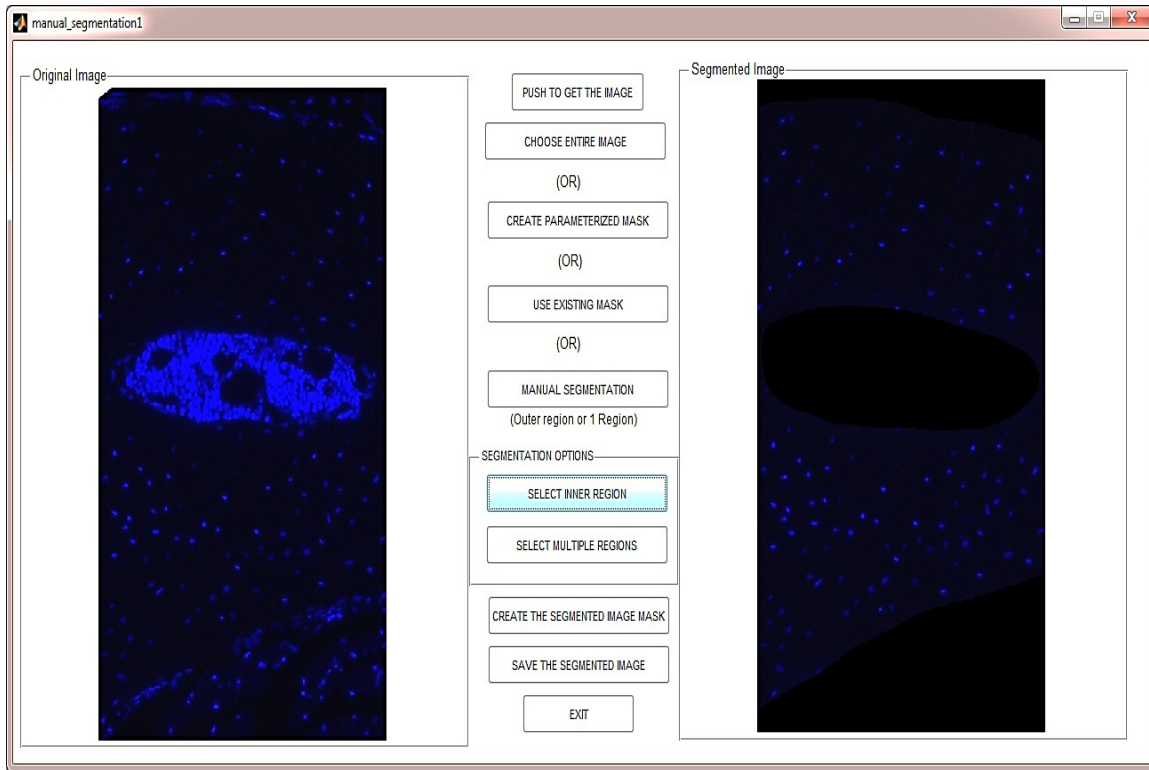 manual_segmentation1
Original Image
PUSH TO GET THE IMAGE
CHOOSE ENTIRE IMAGE
(OR)
CREATE PARAMETERIZED MASK
(OR)
USE EXISTING MASK
(OR)
MANUAL SEGMENTATION
(Outer region or 1 Region)
SEGMENTATION OPTIONS
SELECT INNER REGION
SELECT MULTIPLE REGIONS
CREATE THE SEGMENTED IMAGE MASK
SAVE THE SEGMENTED IMAGE
EXIT
Segmented Image